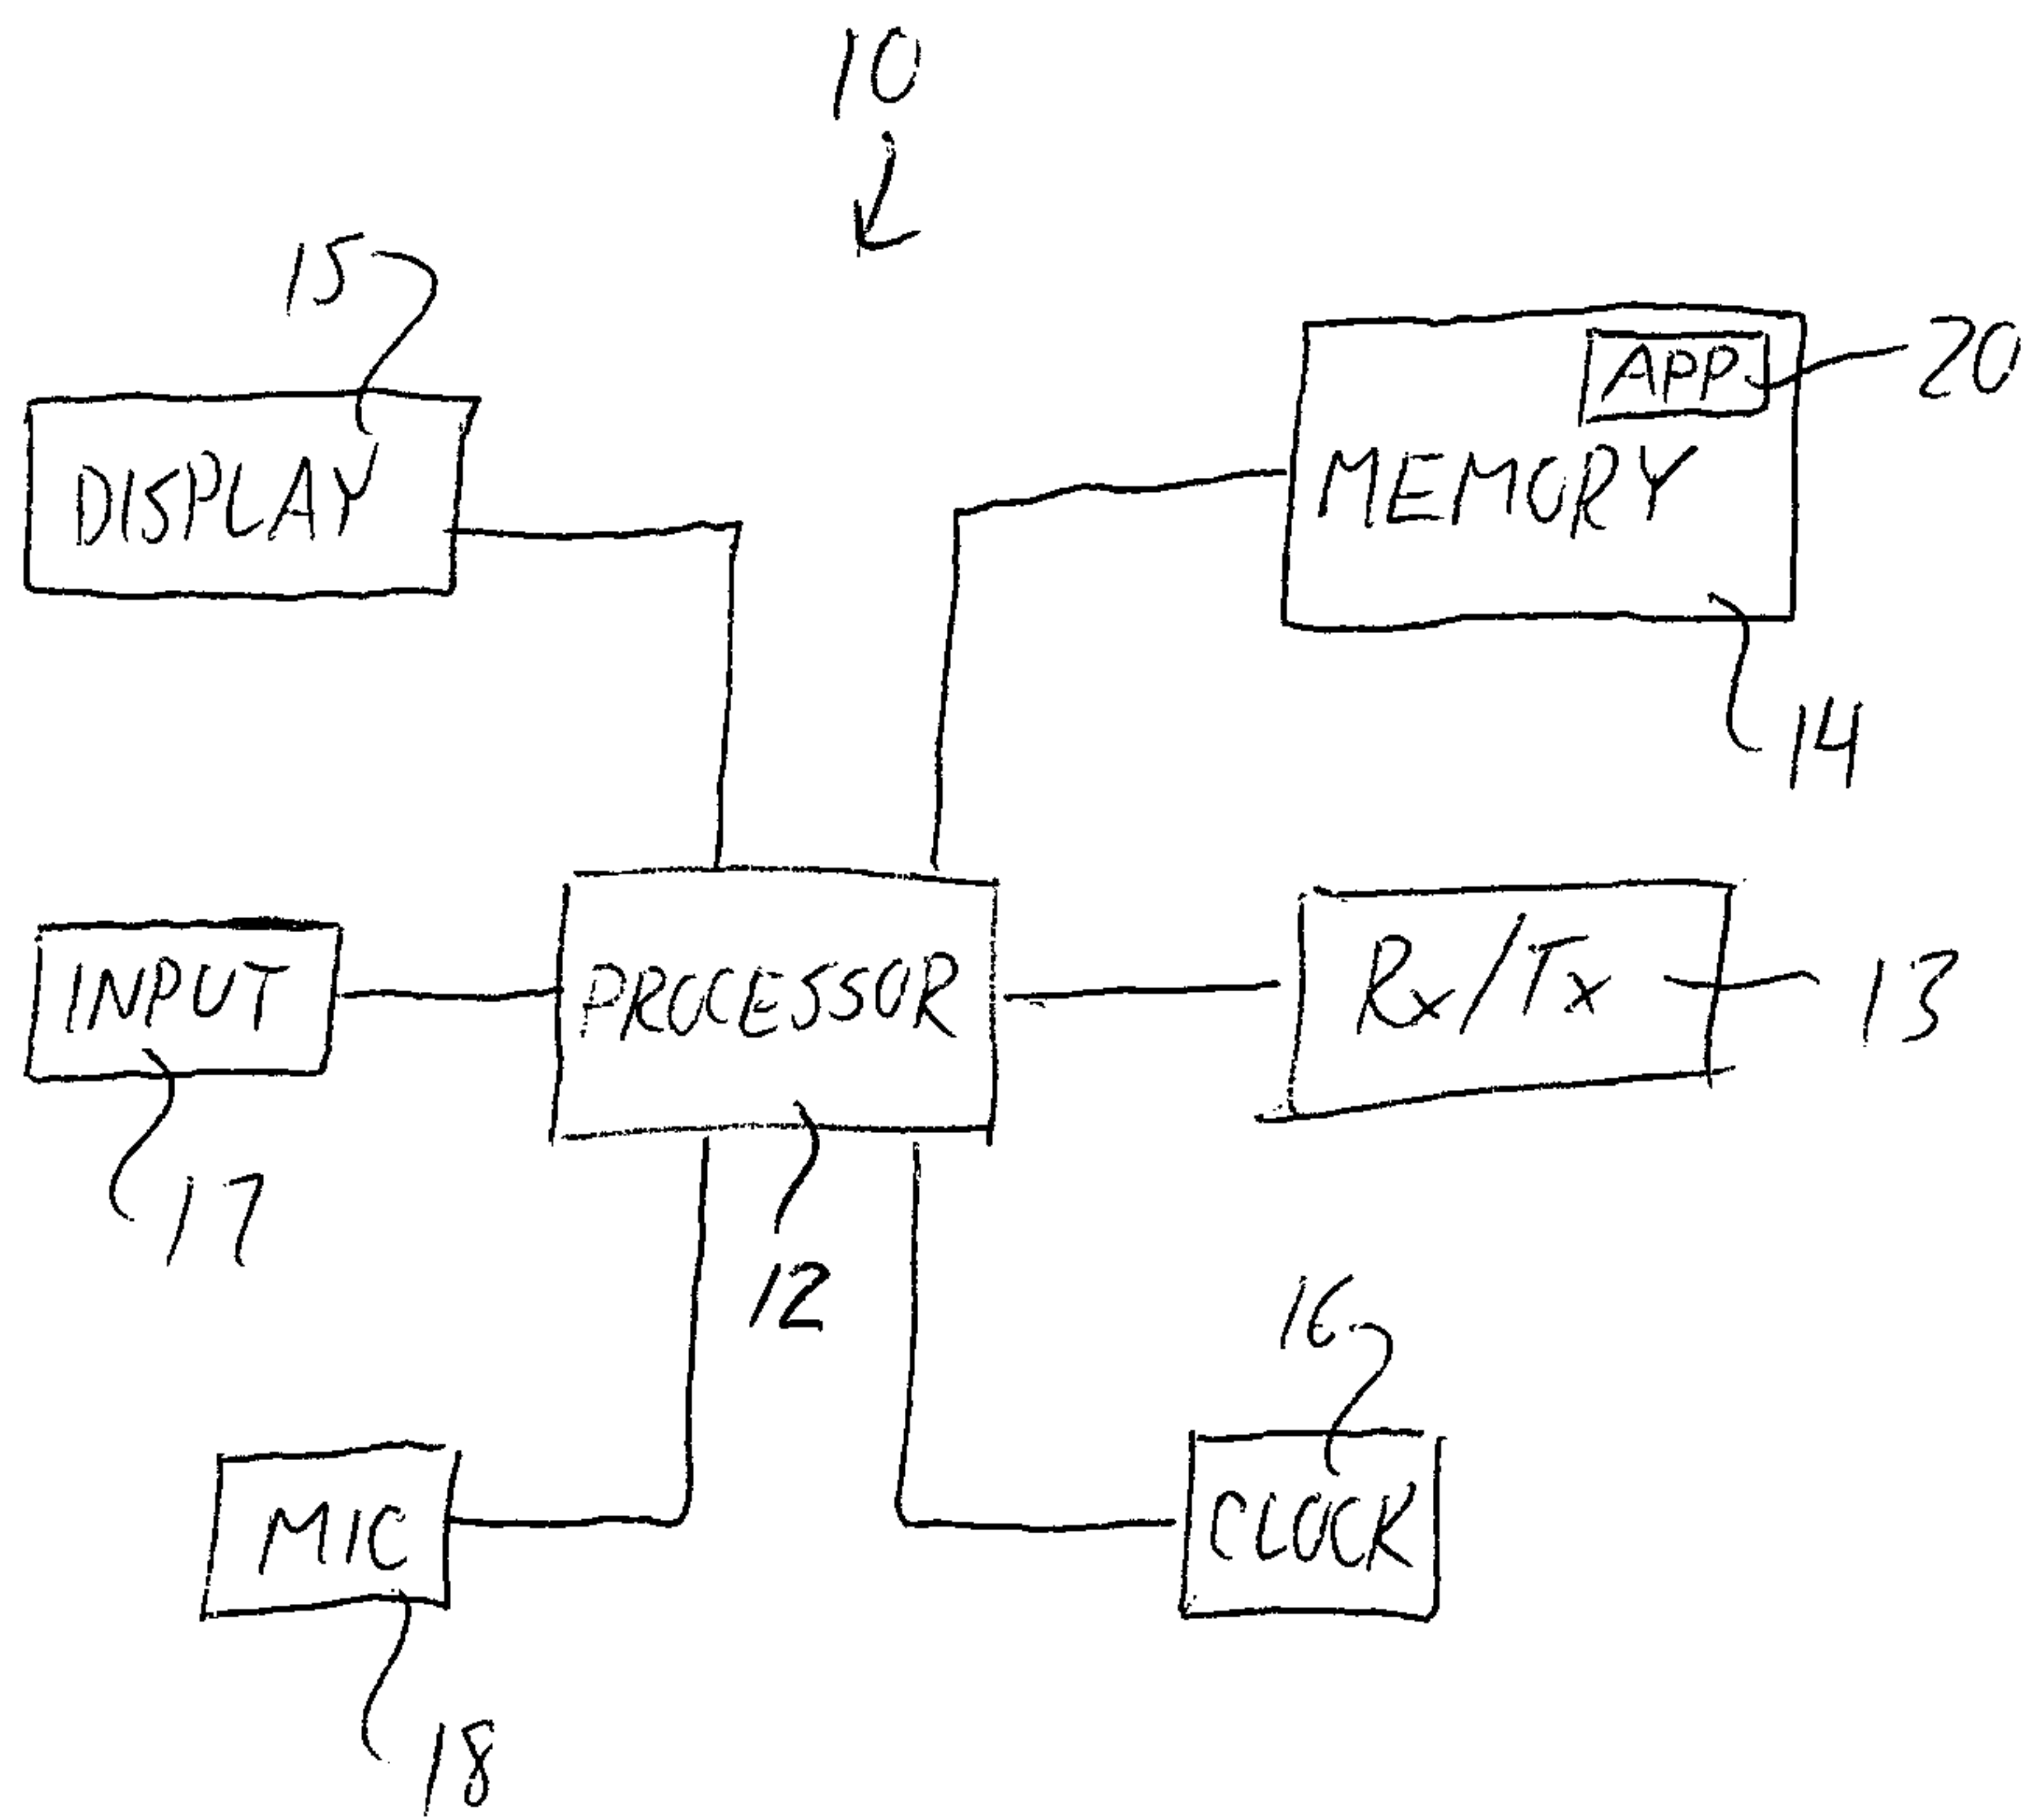 10
15
APP
20
DISPLAY
MEMORY
14
INPUT
PROCESSOR
Rx/Tx
13
17
12
16
MIC
CLOCK
18